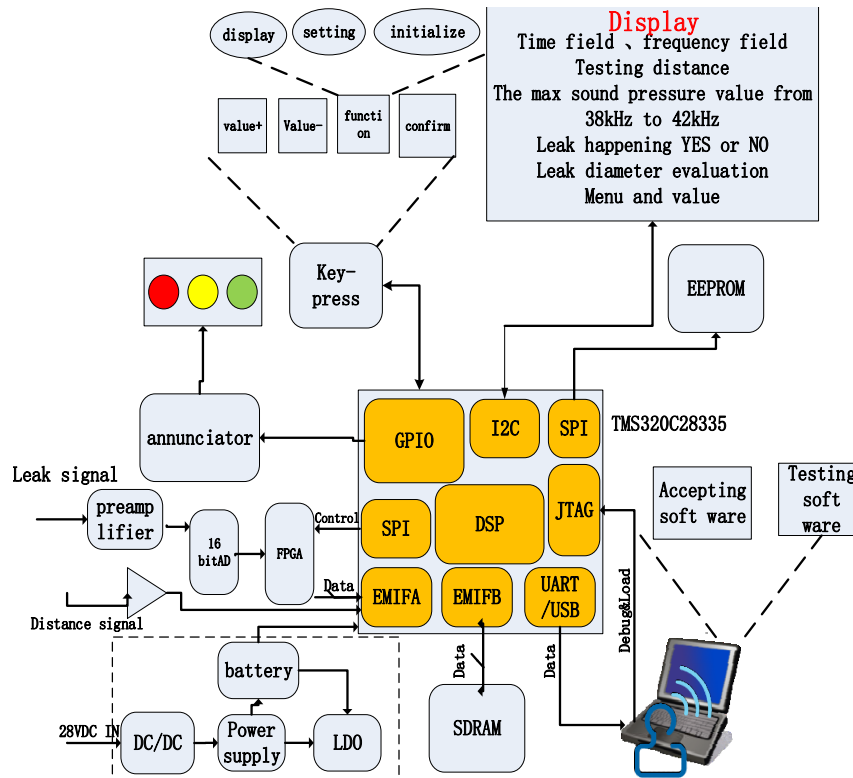 display
setting
initialize
value+
Value-
functi
on
confirm
Display
Time field 、frequency field
Testing distance
The max sound pressure value from
38kHz to 42kHz
Leak happening YES or NO
Leak diameter evaluation
Menu and value
Key-
press
EEPROM
annunciator
GPIO
I2C
SPI
TMS320C28335
Leak signal
preamp
lifier
16
bitAD
FPGA
Control
Data
SPI
DSP
JTAG
EMIFA
EMIFB
UART
/USB
Accepting
soft ware
Testing
soft
ware
Distance signal
battery
28VDC IN
DC/DC
Power
supply
LDO
Data
SDRAM
Data
Debug&Load